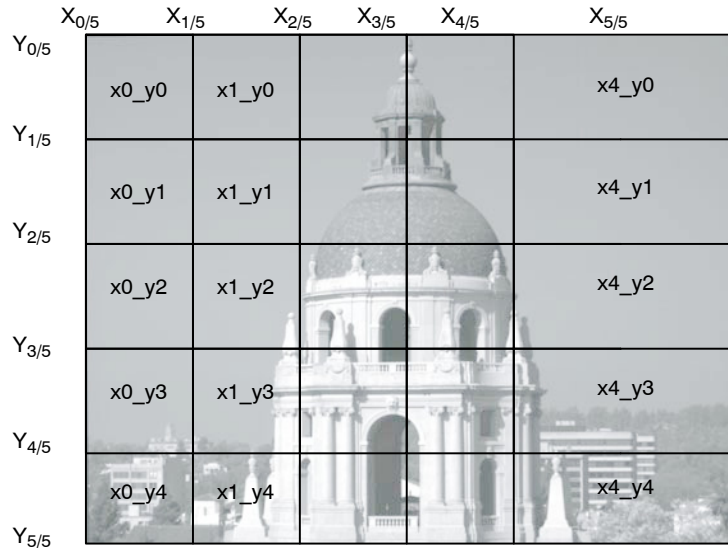 X0/5 X1/5 X2/5 X3/5 X4/5 X5/5
Y0/5
x0_y0 x1_y0 x4_y0
Y1/5
x0_y1 x1_y1 x4_y1
Y2/5
x0_y2 x1_y2 x4_y2
Y3/5
x0_y3 x1_y3 x4_y3
Y4/5
x0_y4 x1_y4 x4_y4
Y5/5